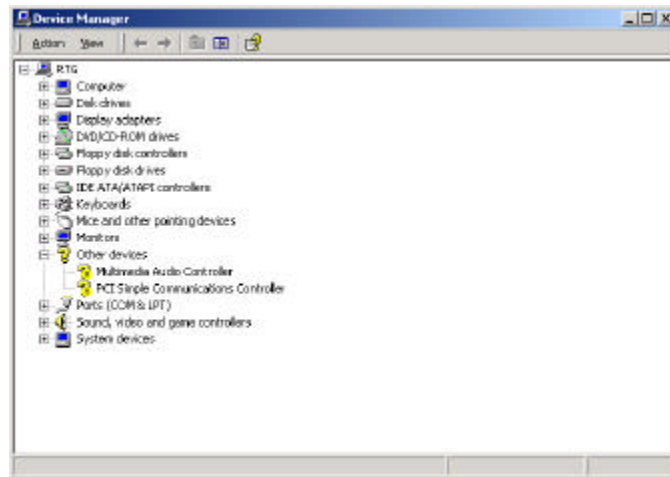 Device Manager
Action View
RTG
Computer
Disk drives
Display adapters
DVD/CD-ROM drives
Floppy disk controllers
Floppy disk drives
IDE ATA/ATAPI controllers
Keyboards
Mice and other pointing devices
Monitors
Other devices
Multimedia Audio Controller
PCI Simple Communications Controller
Ports (COM & LPT)
Sound, video and game controllers
System devices